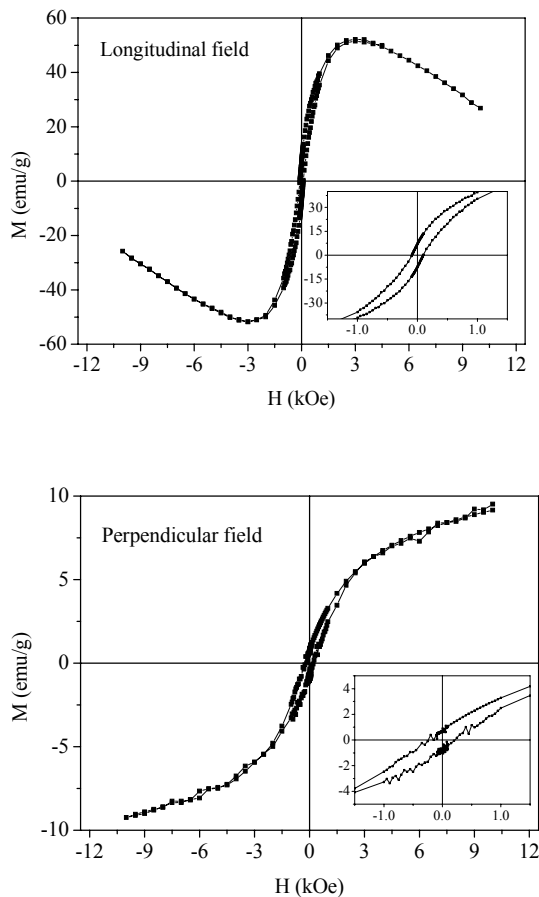 60
Longitudinal field
40
20
0
-20
-40
-60
M (emu/g)
30
15
0
-15
-30
-1.0 0.0 1.0
-12 -9 -6 -3 0 3 6 9 12
H (kOe)
10
Perpendicular field
5
0
-5
-10
M (emu/g)
4
2
0
-2
-4
-1.0 0.0 1.0
-12 -9 -6 -3 0 3 6 9 12
H (kOe)